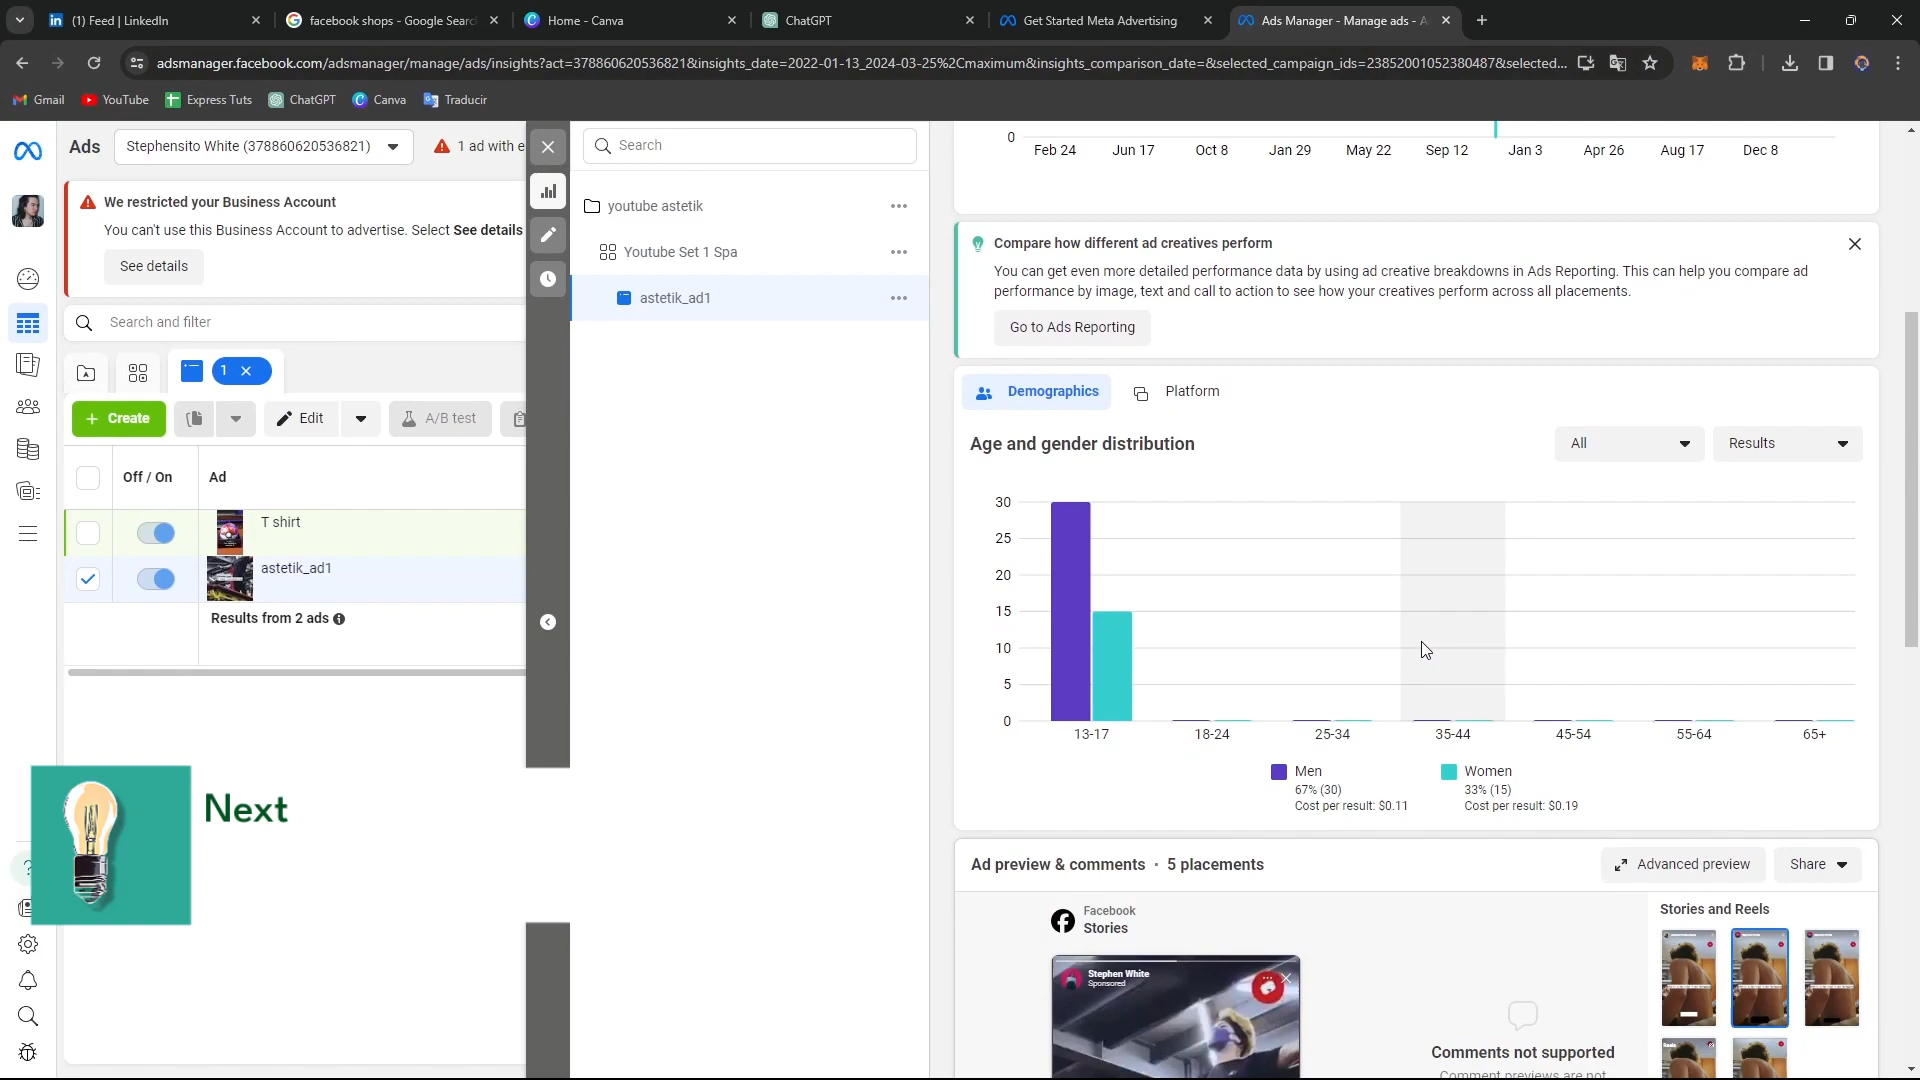 (1) Feed | LinkedIn
facebook shops - Google Searc
Home - Canva
ChatGPT
Get Started Meta Advertising
Ads Manager - Manage ads - A
adsmanager.facebook.com/adsmanager/manage/ads/insights?act=378860620536821&insights_date=2022-01-13_2024-03-25%2Cmaximum&insights_comparison_date=&selected_campaign_ids=23852001052380487&selected...
Gmail
YouTube
Express Tuts
ChatGPT
Canva
Traducir
Ads
Stephensito White (378860620536821)
1 ad with e
We restricted your Business Account
You can't use this Business Account to advertise. Select See details
See details
Search and filter
1
Create
Edit
A/B test
Off / On
Ad
T shirt
astetik_ad1
Results from 2 ads
Next
Search
youtube astetik
Youtube Set 1 Spa
astetik_ad1
0
Feb 24
Jun 17
Oct 8
Jan 29
May 22
Sep 12
Jan 3
Apr 26
Aug 17
Dec 8
Compare how different ad creatives perform
You can get even more detailed performance data by using ad creative breakdowns in Ads Reporting. This can help you compare ad
performance by image, text and call to action to see how your creatives perform across all placements.
Go to Ads Reporting
Demographics
Platform
Age and gender distribution
All
Results
30
25
20
15
10
5
0
13-17
18-24
25-34
35-44
45-54
55-64
65+
Men
67% (30)
Cost per result: $0.11
Women
33% (15)
Cost per result: $0.19
Ad preview & comments · 5 placements
Advanced preview
Share
Facebook
Stories
Stephen White
Sponsored
Comments not supported
Comment previews are not
Stories and Reels
Reels